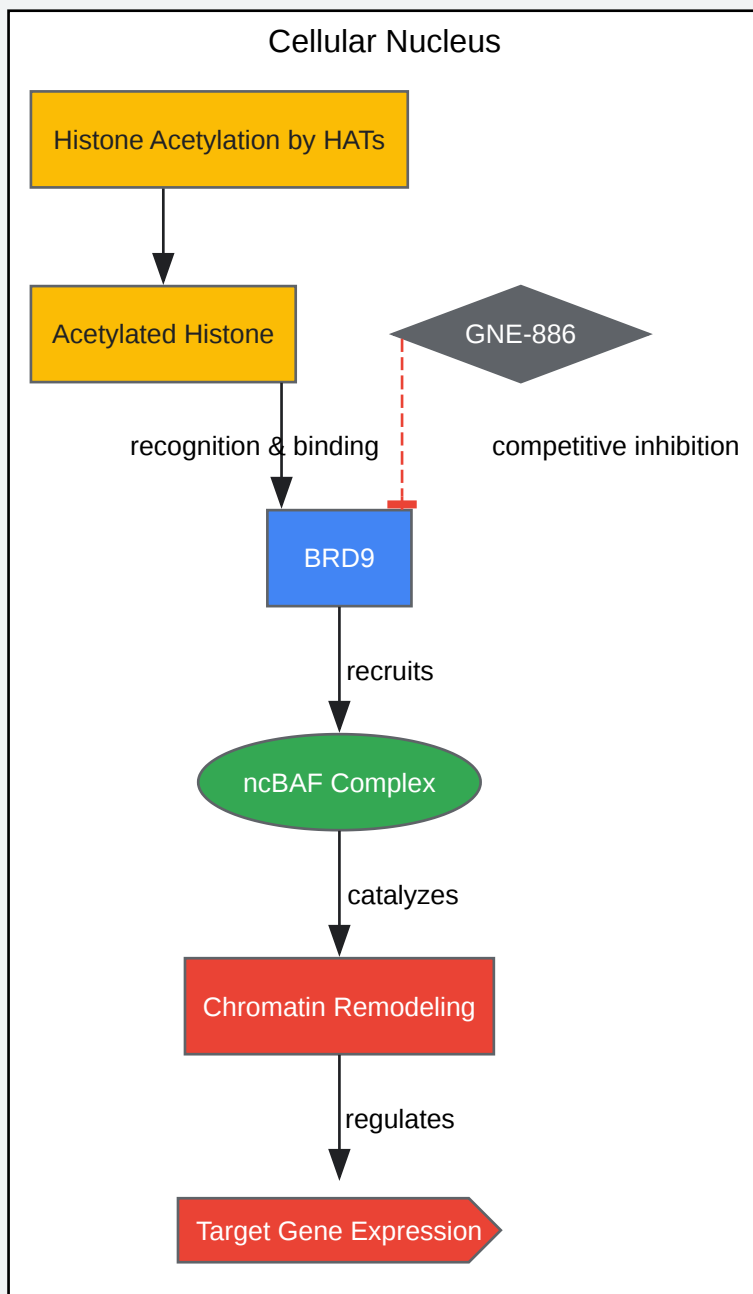 Cellular Nucleus
Histone Acetylation by HATs
Acetylated Histone
GNE-886
recognition & binding
competitive inhibition
BRD9
recruits
ncBAF Complex
catalyzes
Chromatin Remodeling
regulates
Target Gene Expression